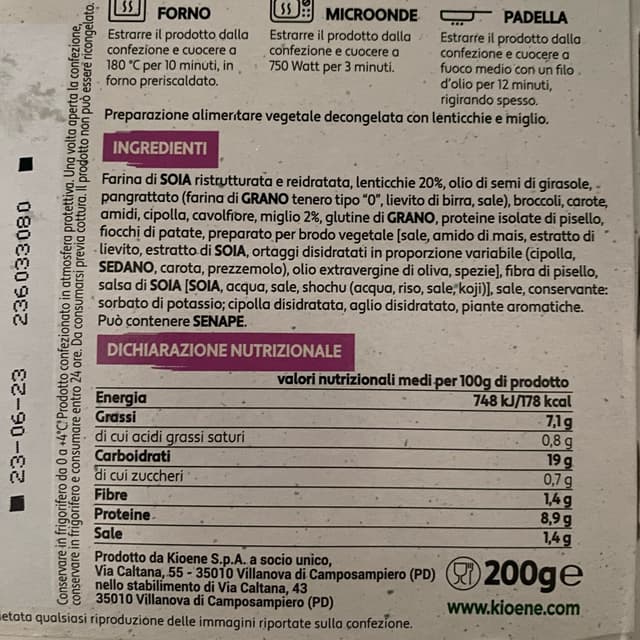 FORNO
Estrarre il prodotto dalla
confezione e cuocere a
180 °C per 10 minuti, in
forno preriscaldato.
MICROONDE
Estrarre il prodotto dalla
confezione e cuocere a
750 Watt per 3 minuti.
PADELLA
Estrarre il prodotto dalla
confezione e cuocere a
fuoco medio con un filo
d'olio per 12 minuti,
rigirando spesso.
Preparazione alimentare vegetale decongelata con lenticchie e miglio.
INGREDIENTI
Farina di SOIA ristrutturata e reidratata, lenticchie 20%, olio di semi di girasole,
pangrattato (farina di GRANO tenero tipo "0", lievito di birra, sale), broccoli, carote,
amidi, cipolla, cavolfiore, miglio 2%, glutine di GRANO, proteine isolate di pisello,
fiocchi di patate, preparato per brodo vegetale [sale, amido di mais, estratto di
lievito, estratto di SOIA, ortaggi disidratati in proporzione variabile (cipolla,
SEDANO, carota, prezzemolo), olio extravergine di oliva, spezie], fibra di pisello,
salsa di SOIA [SOIA, acqua, sale, shochu (acqua, riso, sale, koji)], sale, conservante:
sorbato di potassio; cipolla disidratata, aglio disidratato, piante aromatiche.
Può contenere SENAPE.
DICHIARAZIONE NUTRIZIONALE
valori nutrizionali medi per 100g di prodotto
Energia 748 kJ/178 kcal
Grassi 7,1 g
di cui acidi grassi saturi 0,8 g
Carboidrati 19 g
di cui zuccheri 0,7 g
Fibre 1,4 g
Proteine 8,9 g
Sale 1,4 g
Prodotto da Kioene S.p.A. a socio unico,
Via Caltana, 55 - 35010 Villanova di Camposampiero (PD)
nello stabilimento di Via Caltana, 43
35010 Villanova di Camposampiero (PD)
200g e
www.kioene.com
ietata qualsiasi riproduzione delle immagini riportate sulla confezione.
Conservare in frigorifero da 0 a +4°C. Prodotto confezionato in atmosfera protettiva. Una volta aperta la confezione,
conservare in frigorifero e consumare entro 24 ore. Da consumarsi previa cottura. Il prodotto non può essere ricongelato.
23-06-23 236033080